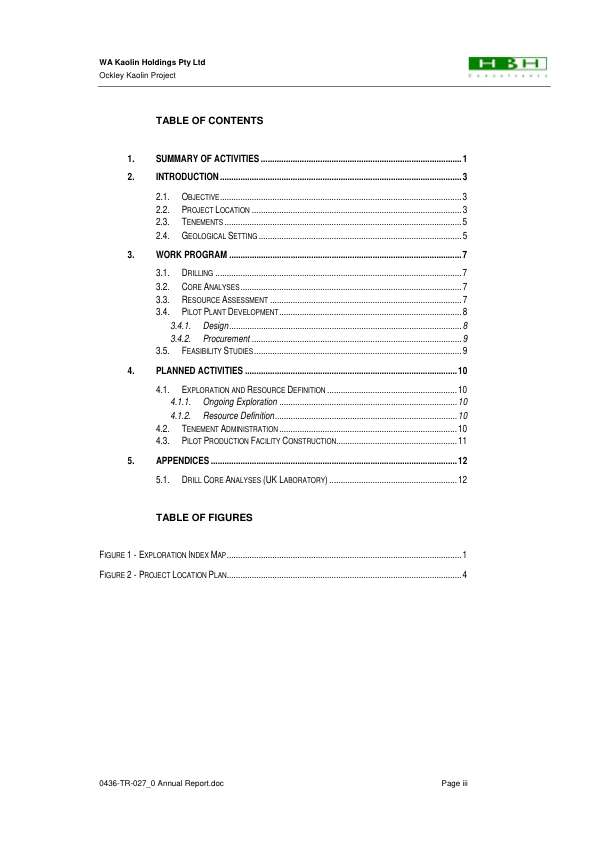 WA Kaolin Holdings Pty Ltd
Ockley Kaolin Project
HBH
Consultants
TABLE OF CONTENTS
1. SUMMARY OF ACTIVITIES ........ 1
2. INTRODUCTION ........ 3
2.1. OBJECTIVE ........ 3
2.2. PROJECT LOCATION ........ 3
2.3. TENEMENTS ........ 5
2.4. GEOLOGICAL SETTING ........ 5
3. WORK PROGRAM ........ 7
3.1. DRILLING ........ 7
3.2. CORE ANALYSES ........ 7
3.3. RESOURCE ASSESSMENT ........ 7
3.4. PILOT PLANT DEVELOPMENT ........ 8
3.4.1. Design ........ 8
3.4.2. Procurement ........ 9
3.5. FEASIBILITY STUDIES ........ 9
4. PLANNED ACTIVITIES ........ 10
4.1. EXPLORATION AND RESOURCE DEFINITION ........ 10
4.1.1. Ongoing Exploration ........ 10
4.1.2. Resource Definition ........ 10
4.2. TENEMENT ADMINISTRATION ........ 10
4.3. PILOT PRODUCTION FACILITY CONSTRUCTION ........ 11
5. APPENDICES ........ 12
5.1. DRILL CORE ANALYSES (UK LABORATORY) ........ 12
TABLE OF FIGURES
FIGURE 1 - EXPLORATION INDEX MAP ........ 1
FIGURE 2 - PROJECT LOCATION PLAN ........ 4
0436-TR-027_0 Annual Report.doc Page iii